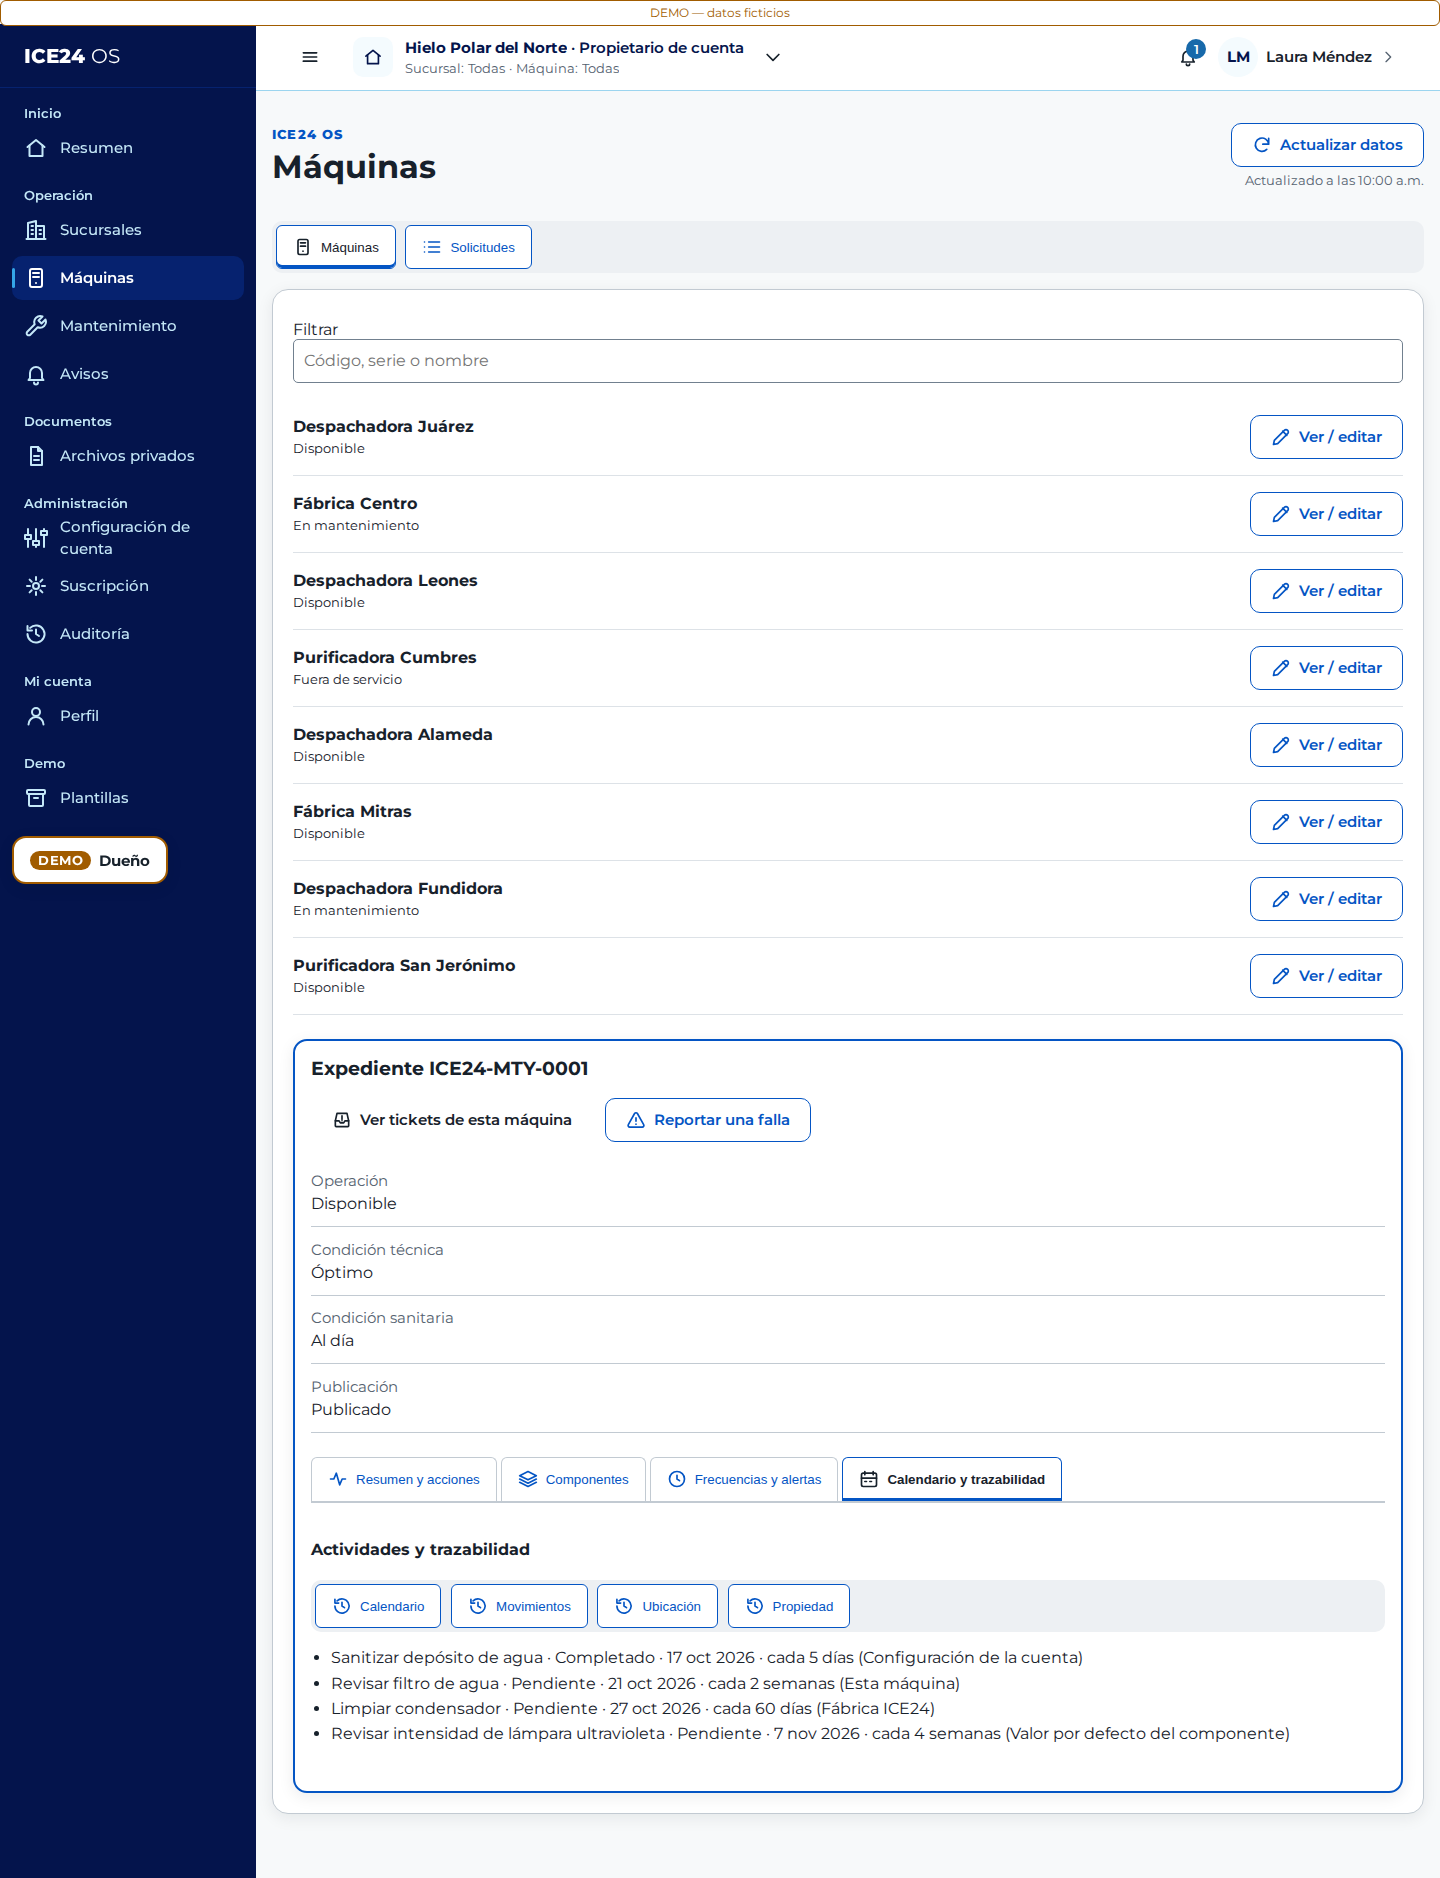 DEMO — datos ficticios
ICE24 OS
Inicio
Resumen
Operación
Sucursales
Máquinas
Mantenimiento
Avisos
Documentos
Archivos privados
Administración
Configuración de
cuenta
Suscripción
Auditoría
Mi cuenta
Perfil
Demo
Plantillas
DEMO Dueño
Hielo Polar del Norte · Propietario de cuenta
Sucursal: Todas · Máquina: Todas
1
LM Laura Méndez
ICE24 OS
Máquinas
Actualizar datos
Actualizado a las 10:00 a.m.
Máquinas
Solicitudes
Filtrar
Código, serie o nombre
Despachadora Juárez
Disponible
Ver / editar
Fábrica Centro
En mantenimiento
Ver / editar
Despachadora Leones
Disponible
Ver / editar
Purificadora Cumbres
Fuera de servicio
Ver / editar
Despachadora Alameda
Disponible
Ver / editar
Fábrica Mitras
Disponible
Ver / editar
Despachadora Fundidora
En mantenimiento
Ver / editar
Purificadora San Jerónimo
Disponible
Ver / editar
Expediente ICE24-MTY-0001
Ver tickets de esta máquina
Reportar una falla
Operación
Disponible
Condición técnica
Óptimo
Condición sanitaria
Al día
Publicación
Publicado
Resumen y acciones
Componentes
Frecuencias y alertas
Calendario y trazabilidad
Actividades y trazabilidad
Calendario
Movimientos
Ubicación
Propiedad
• Sanitizar depósito de agua · Completado · 17 oct 2026 · cada 5 días (Configuración de la cuenta)
• Revisar filtro de agua · Pendiente · 21 oct 2026 · cada 2 semanas (Esta máquina)
• Limpiar condensador · Pendiente · 27 oct 2026 · cada 60 días (Fábrica ICE24)
• Revisar intensidad de lámpara ultravioleta · Pendiente · 7 nov 2026 · cada 4 semanas (Valor por defecto del componente)